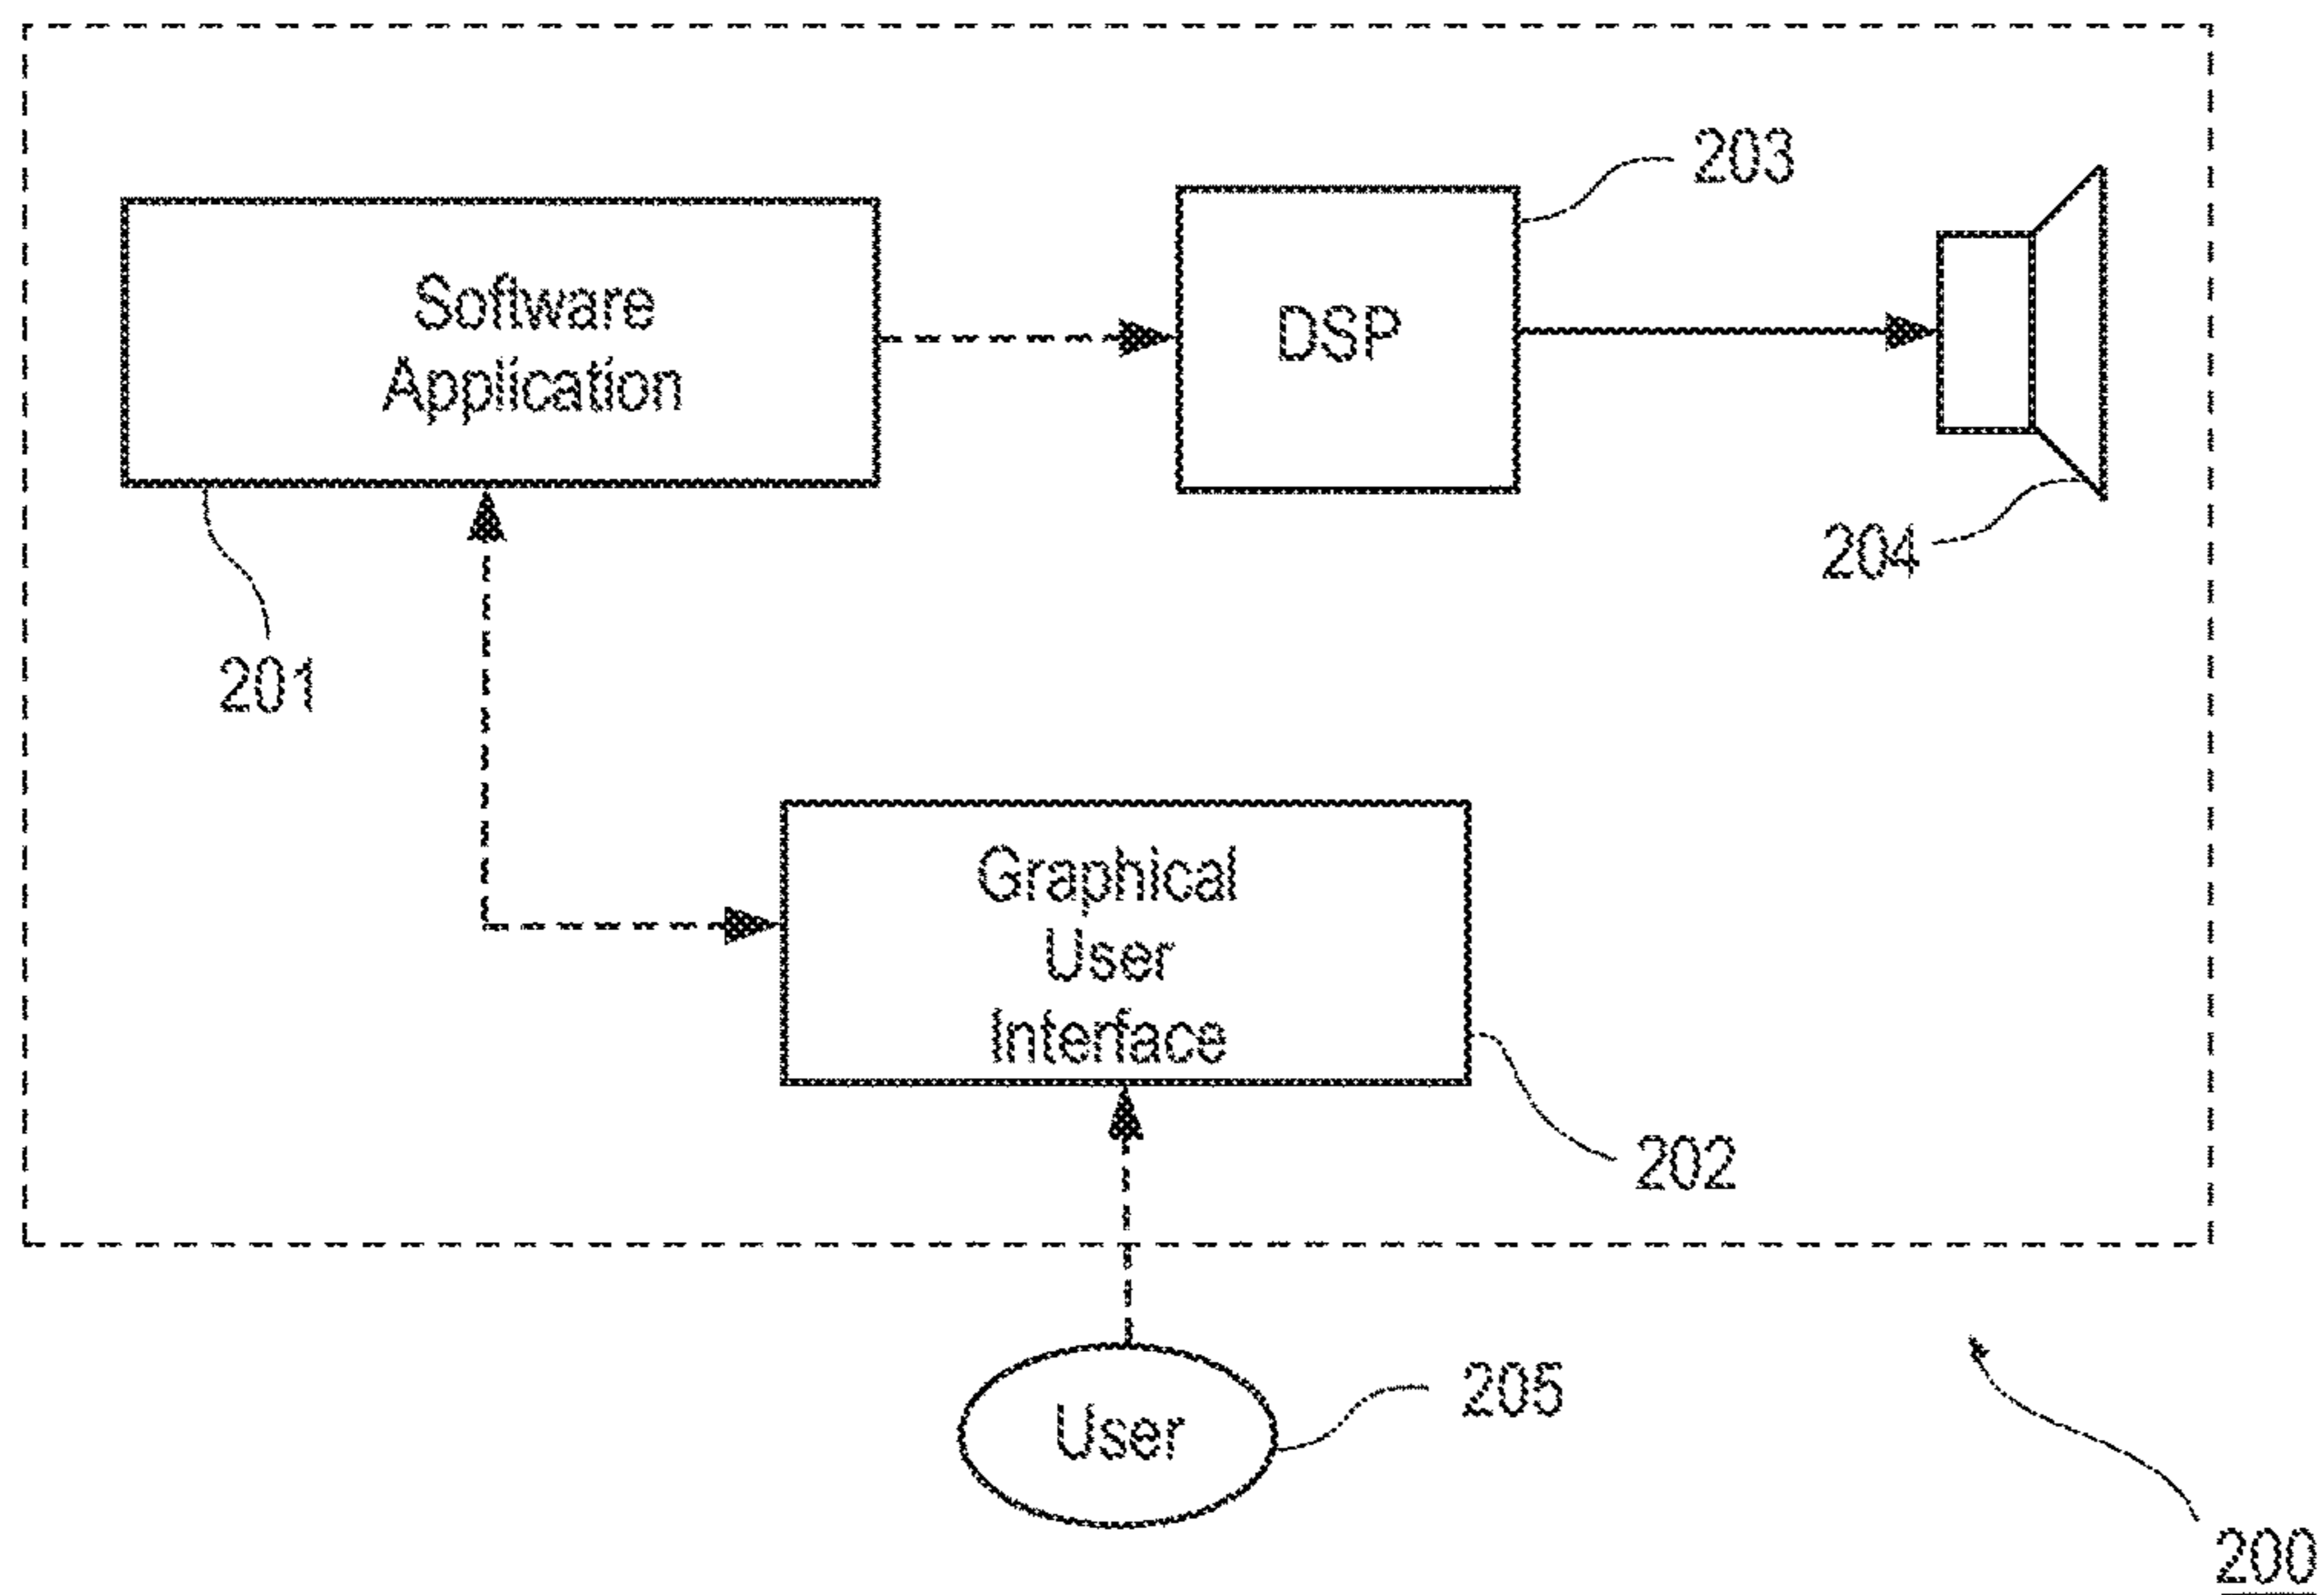 203
Software
Application
DSP
204
201
Graphical
User
Interface
202
205
User
200